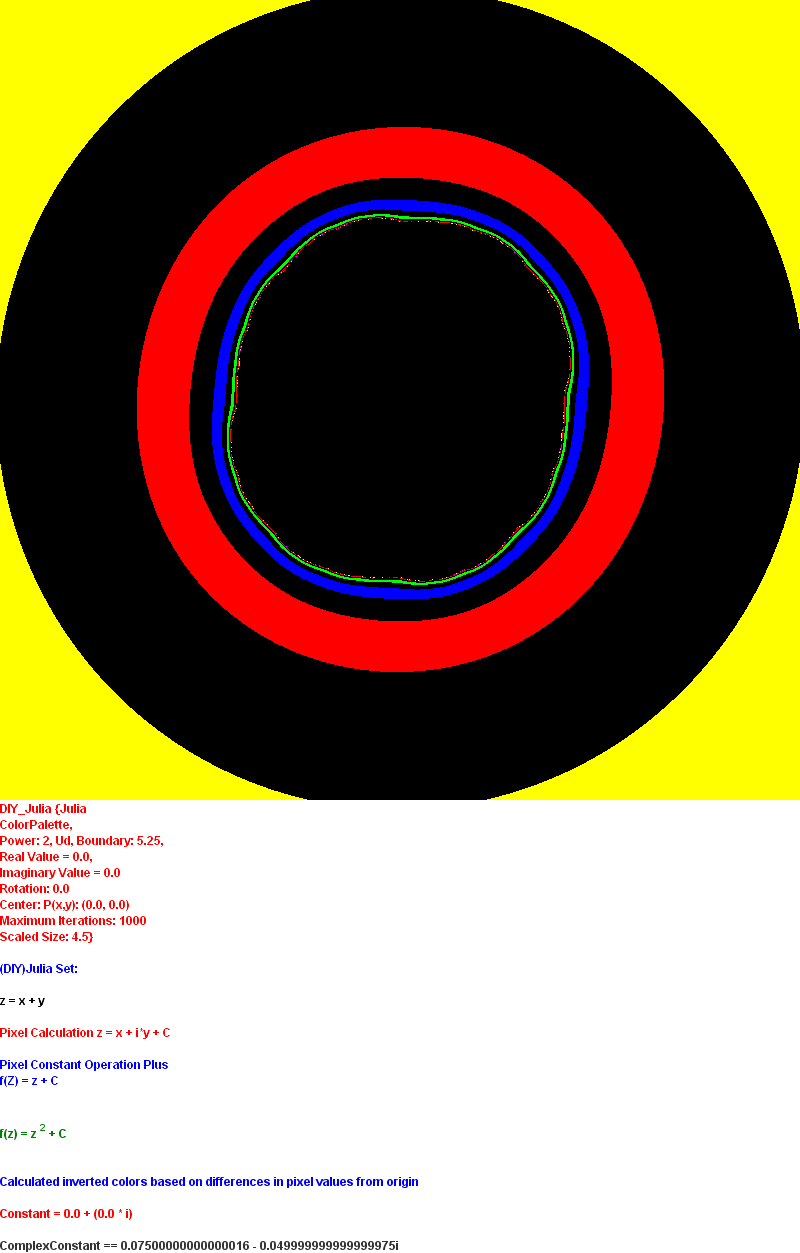 DIY_Julia {Julia
ColorPalette,
Power: 2, Ud, Boundary: 5.25,
Real Value = 0.0,
Imaginary Value = 0.0
Rotation: 0.0
Center: P(x,y): (0.0, 0.0)
Maximum Iterations: 1000
Scaled Size: 4.5}
(DIY)Julia Set:
z = x + y
Pixel Calculation z = x + i*y + C
Pixel Constant Operation Plus
f(Z) = z + C
f(z) = z 2 + C
Calculated inverted colors based on differences in pixel values from origin
Constant = 0.0 + (0.0 * i)
ComplexConstant == 0.07500000000000016 - 0.049999999999999975i